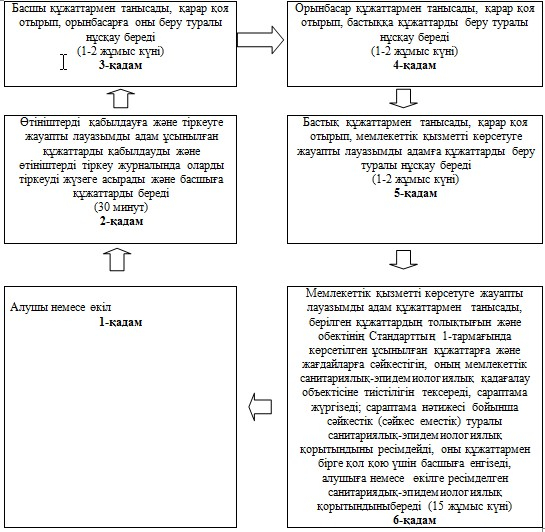 Басшы құжаттармен танысады, қарар қоя
отырып, орынбасарға оны беру туралы
нұсқау береді
(1-2 жұмыс күні)
3-қадам
Орынбасар құжаттармен танысады, қарар қоя
отырып, бастыққа құжаттарды беру туралы
нұсқау береді
(1-2 жұмыс күні)
4-қадам
Өтініштерді қабылдауға және тіркеуге
жауапты лауазымды адам ұсынылған
құжаттарды қабылдауды және
өтініштерді тіркеу журналында оларды
тіркеуді жүзеге асырады және басшыға
құжаттарды береді
(30 минут)
2-қадам
Бастық құжаттармен танысады, қарар қоя
отырып, мемлекеттік қызметті көрсетуге
жауапты лауазымды адамға құжаттарды беру
туралы нұсқау береді
(1-2 жұмыс күні)
5-қадам
Алушы немесе өкіл
1-қадам
Мемлекеттік қызметті көрсетуге жауапты
лауазымды адам құжаттармен танысады,
берілген құжаттардың толықтығын және
обектінің Стандарттың 1-тармағында
көрсетілген ұсынылған құжаттарға және
жағдайларға сәйкестігін, оның мемлекеттік
санитариялық-эпидемиологиялық қадағалау
объектісіне тиістілігін тексереді, сараптама
жүргізеді; сараптама нәтижесі бойынша
сәйкестік (сәйкес еместік) туралы
санитариялық-эпидемиологиялық
қорытындыны ресімдейді, оны құжаттармен
бірге қол қою үшін басшыға енгізеді,
алушыға немесе өкілге ресімделген
санитариядық-эпидемиологиялық
қорытындыныбереді (15 жұмыс күні)
6-қадам